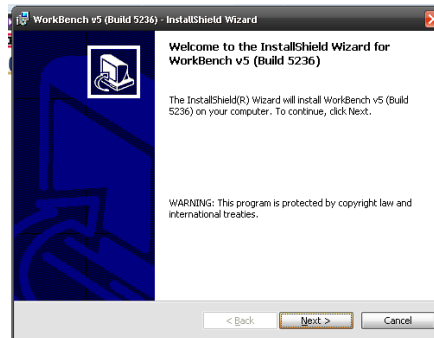 WorkBench v5 (Build 5236) - InstallShield Wizard
Welcome to the InstallShield Wizard for
WorkBench v5 (Build 5236)
The InstallShield(R) Wizard will install WorkBench v5 (Build
5236) on your computer. To continue, click Next.
WARNING: This program is protected by copyright law and
international treaties.
< Back
Next >
Cancel